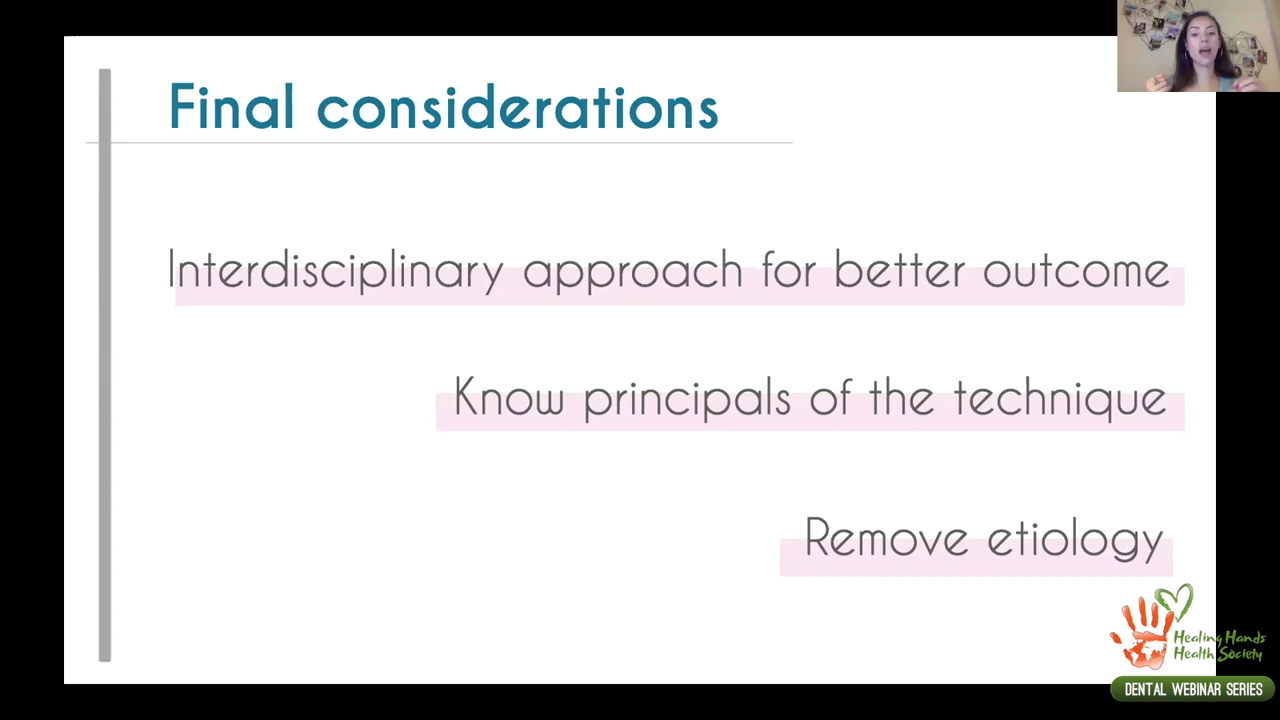 Final considerations
Interdisciplinary approach for better outcome
Know principals of the technique
Remove etiology
Healing Hands
Health Society
DENTAL WEBINAR SERIES